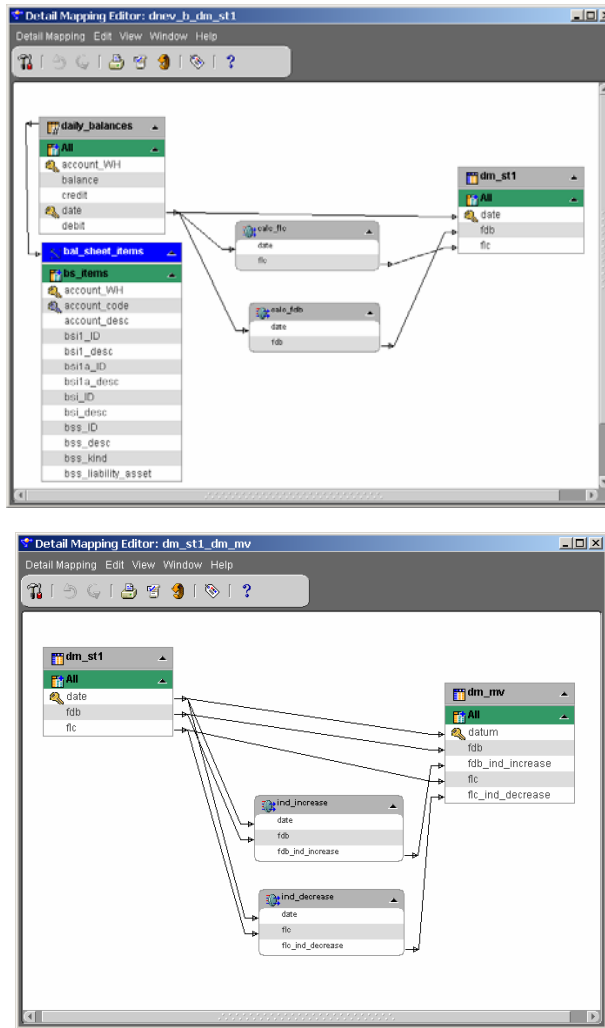 Detail Mapping Editor: dnev_b_dm_st1
Detail Mapping Edit View Window Help
?
daily_balances
All
account_WH
balance
credit
date
debit
bal_sheet_items
bs_items
account_WH
account_code
account_desc
bsi1_ID
bsi1_desc
bsi1a_ID
bsi1a_desc
bsi_ID
bsi_desc
bss_ID
bss_desc
bss_kind
bss_liability_asset
calc_flc
date
flc
calc_fdb
date
fdb
dm_st1
All
date
fdb
flc
Detail Mapping Editor: dm_st1_dm_mv
Detail Mapping Edit View Window Help
?
dm_st1
All
date
fdb
flc
ind_increase
date
fdb
fdb_ind_increase
ind_decrease
date
flc
flc_ind_decrease
dm_mv
All
datum
fdb
fdb_ind_increase
flc
flc_ind_decrease